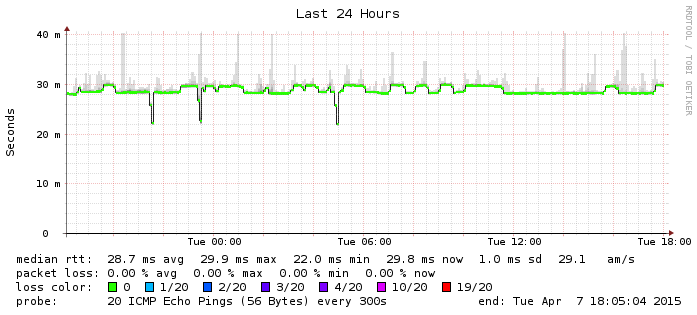 Last 24 Hours
RRDTOOL / TOBI OETIKER
Seconds
40 m
30 m
20 m
10 m
0
Tue 00:00 Tue 06:00 Tue 12:00 Tue 18:00
median rtt: 28.7 ms avg 29.9 ms max 22.0 ms min 29.8 ms now 1.0 ms sd 29.1 am/s
packet loss: 0.00 % avg 0.00 % max 0.00 % min 0.00 % now
loss color: 0 1/20 2/20 3/20 4/20 10/20 19/20
probe: 20 ICMP Echo Pings (56 Bytes) every 300s end: Tue Apr 7 18:05:04 2015